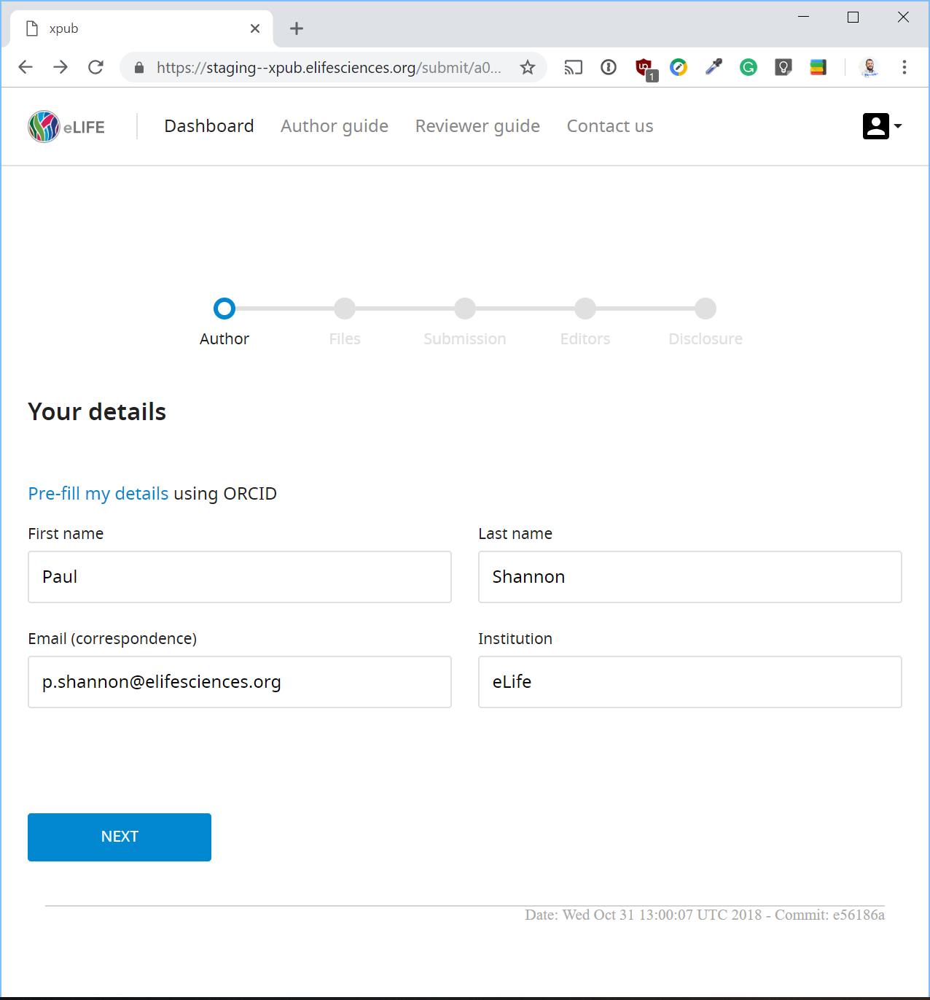 xpub
https://staging--xpub.elifesciences.org/submit/a0...
1
eLIFE
Dashboard
Author guide
Reviewer guide
Contact us
Author
Files
Submission
Editors
Disclosure
Your details
Pre-fill my details using ORCID
First name
Last name
Paul
Shannon
Email (correspondence)
Institution
p.shannon@elifesciences.org
eLife
NEXT
Date: Wed Oct 31 13:00:07 UTC 2018 - Commit: e56186a